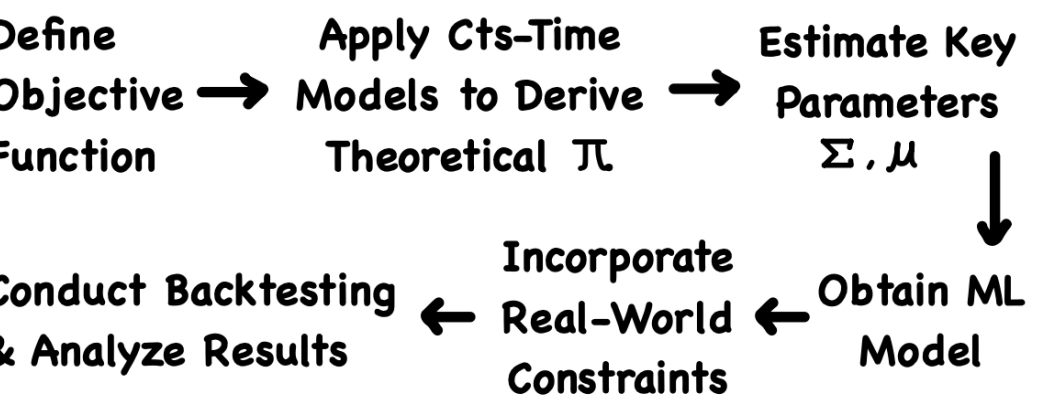 Define
Objective
Function
Apply Cts-Time
Models to Derive
Theoretical π
Estimate Key
Parameters
Σ, μ
Obtain ML
Model
Incorporate
Real-World
Constraints
Conduct Backtesting
& Analyze Results